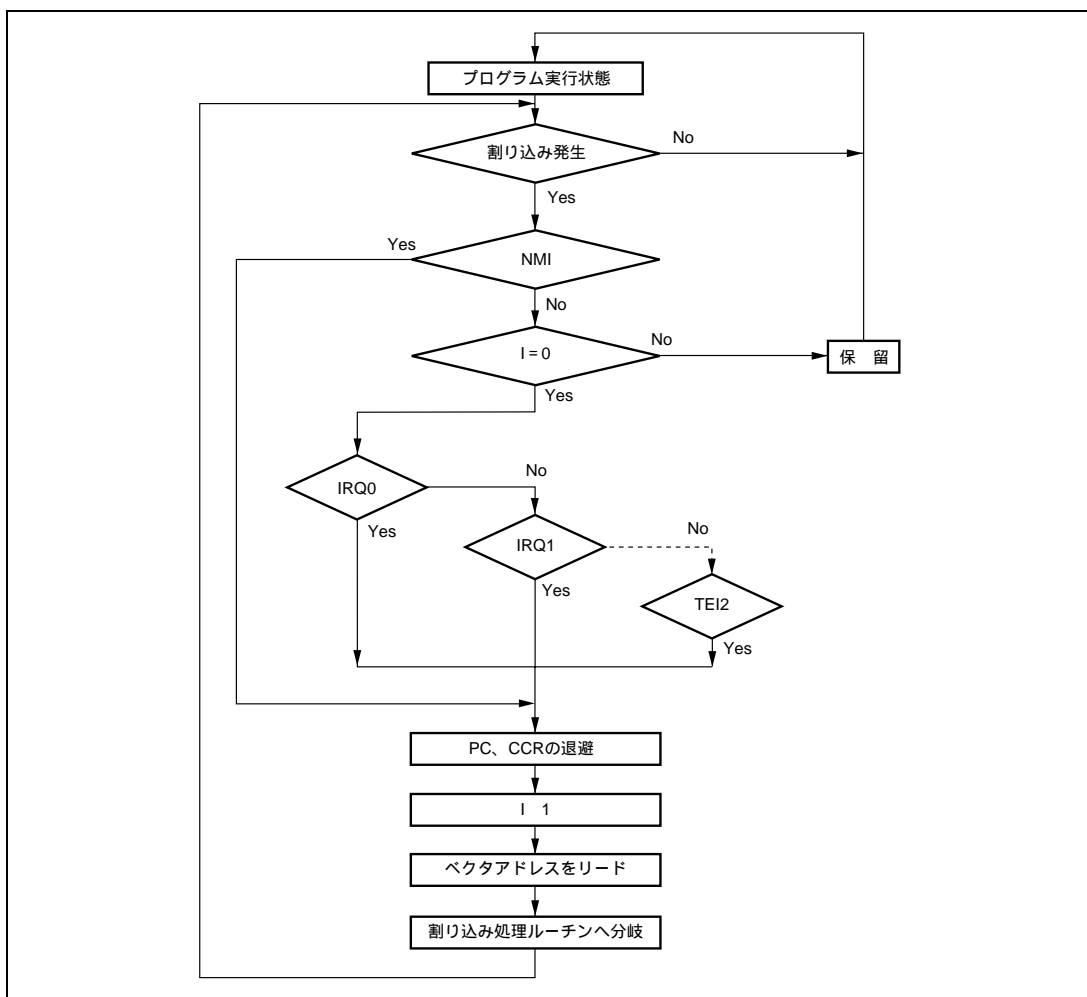 プログラム実行状態
割り込み発生
No
Yes
Yes
NMI
No
I = 0
No
保　留
Yes
IRQ0
No
Yes
IRQ1
No
Yes
TEI2
Yes
PC、CCRの退避
I　1
ベクタアドレスをリード
割り込み処理ルーチンへ分岐